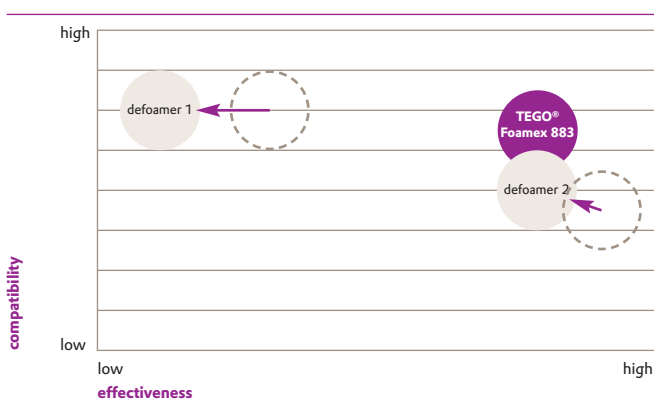 high
defoamer 1
TEGO®
Foamex 883
defoamer 2
compatibility
low
low
high
effectiveness